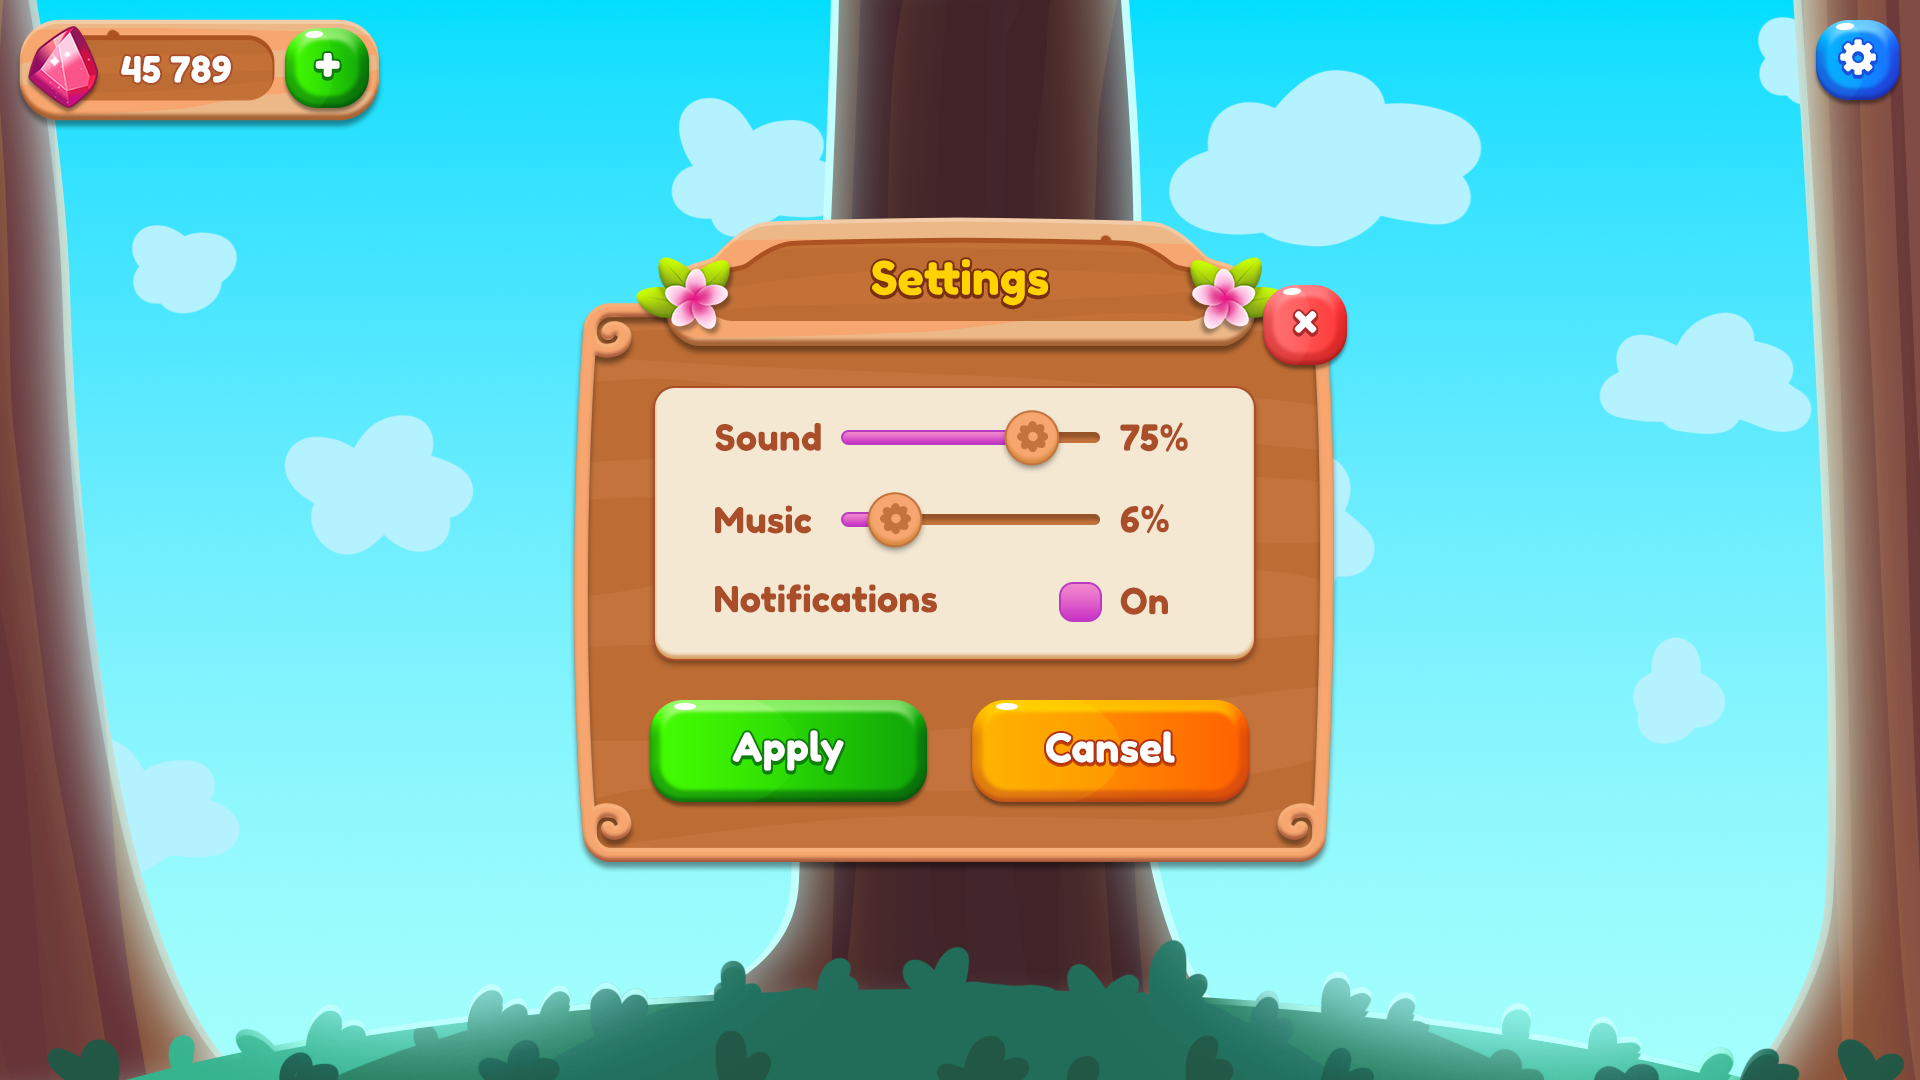 45 789
Settings
Sound 75%
Music 6%
Notifications On
Apply Cansel